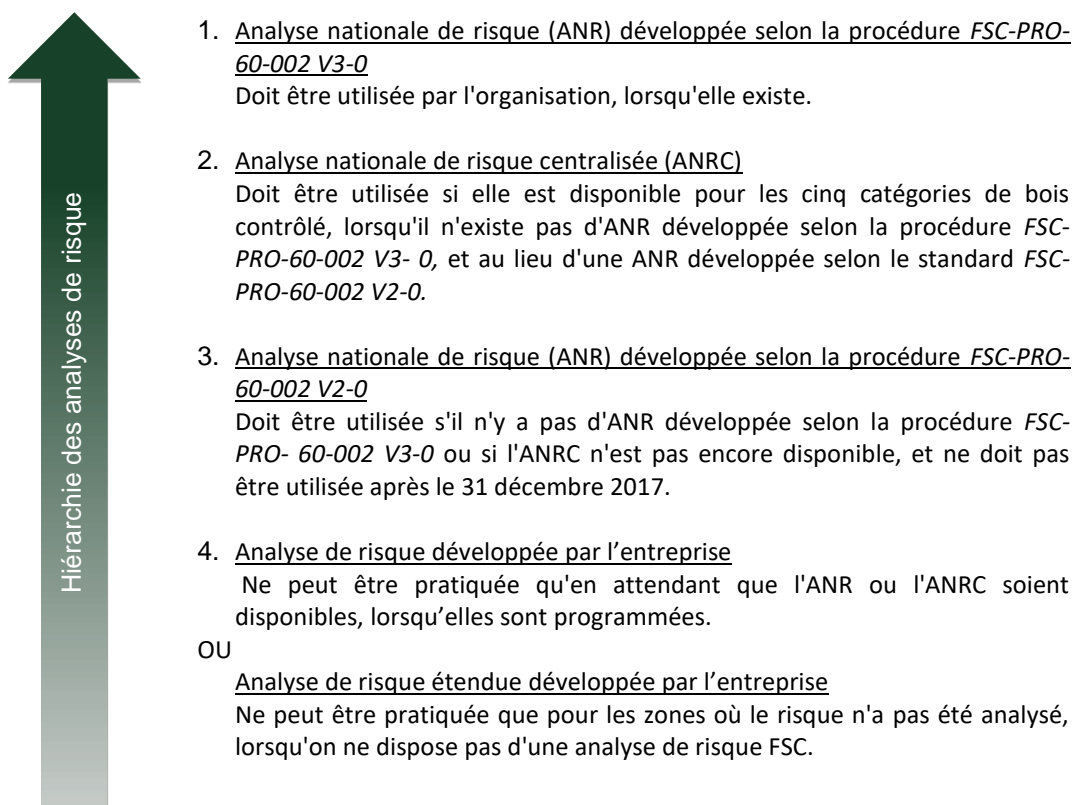 Hiérarchie des analyses de risque
1. Analyse nationale de risque (ANR) développée selon la procédure FSC-PRO-
60-002 V3-0
Doit être utilisée par l'organisation, lorsqu'elle existe.
2. Analyse nationale de risque centralisée (ANRC)
Doit être utilisée si elle est disponible pour les cinq catégories de bois
contrôlé, lorsqu'il n'existe pas d'ANR développée selon la procédure FSC-
PRO-60-002 V3- 0, et au lieu d'une ANR développée selon le standard FSC-
PRO-60-002 V2-0.
3. Analyse nationale de risque (ANR) développée selon la procédure FSC-PRO-
60-002 V2-0
Doit être utilisée s'il n'y a pas d'ANR développée selon la procédure FSC-
PRO- 60-002 V3-0 ou si l'ANRC n'est pas encore disponible, et ne doit pas
être utilisée après le 31 décembre 2017.
4. Analyse de risque développée par l’entreprise
Ne peut être pratiquée qu'en attendant que l'ANR ou l'ANRC soient
disponibles, lorsqu’elles sont programmées.
OU
Analyse de risque étendue développée par l’entreprise
Ne peut être pratiquée que pour les zones où le risque n'a pas été analysé,
lorsqu'on ne dispose pas d'une analyse de risque FSC.